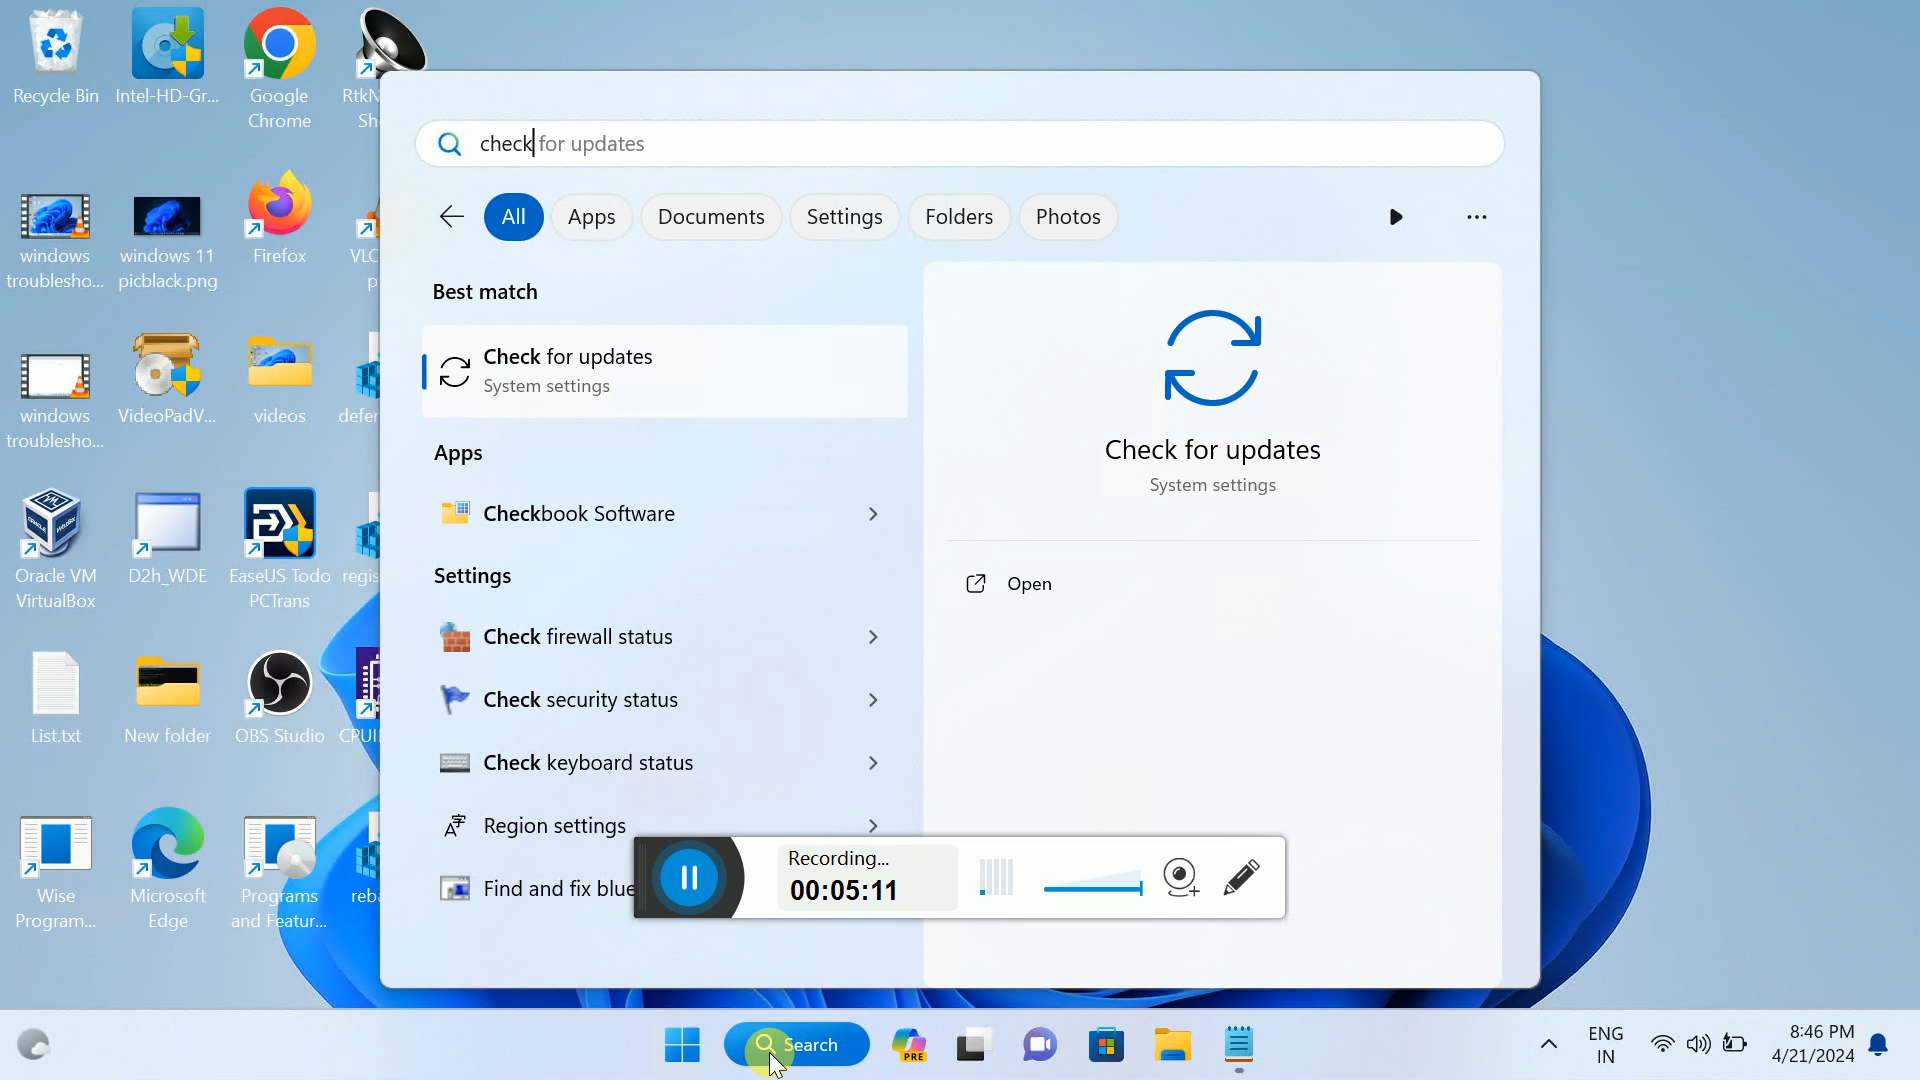 Recycle Bin
Intel-HD-Gr...
Google
Chrome
RtkN
Sh
windows
troublesho...
windows 11
picblack.png
Firefox
VLC
p
windows
troublesho...
VideoPadV...
videos
defer
Oracle VM
VirtualBox
D2h_WDE
EaseUS Todo
PCTrans
regis
List.txt
New folder
OBS Studio
CPUI
Wise
Program...
Microsoft
Edge
Programs
and Featur...
reba
check for updates
All
Apps
Documents
Settings
Folders
Photos
Best match
Check for updates
System settings
Apps
Checkbook Software
Settings
Check firewall status
Check security status
Check keyboard status
Region settings
Find and fix blue
Check for updates
System settings
Open
Recording...
00:05:11
Search
PRE
ENG
IN
8:46 PM
4/21/2024